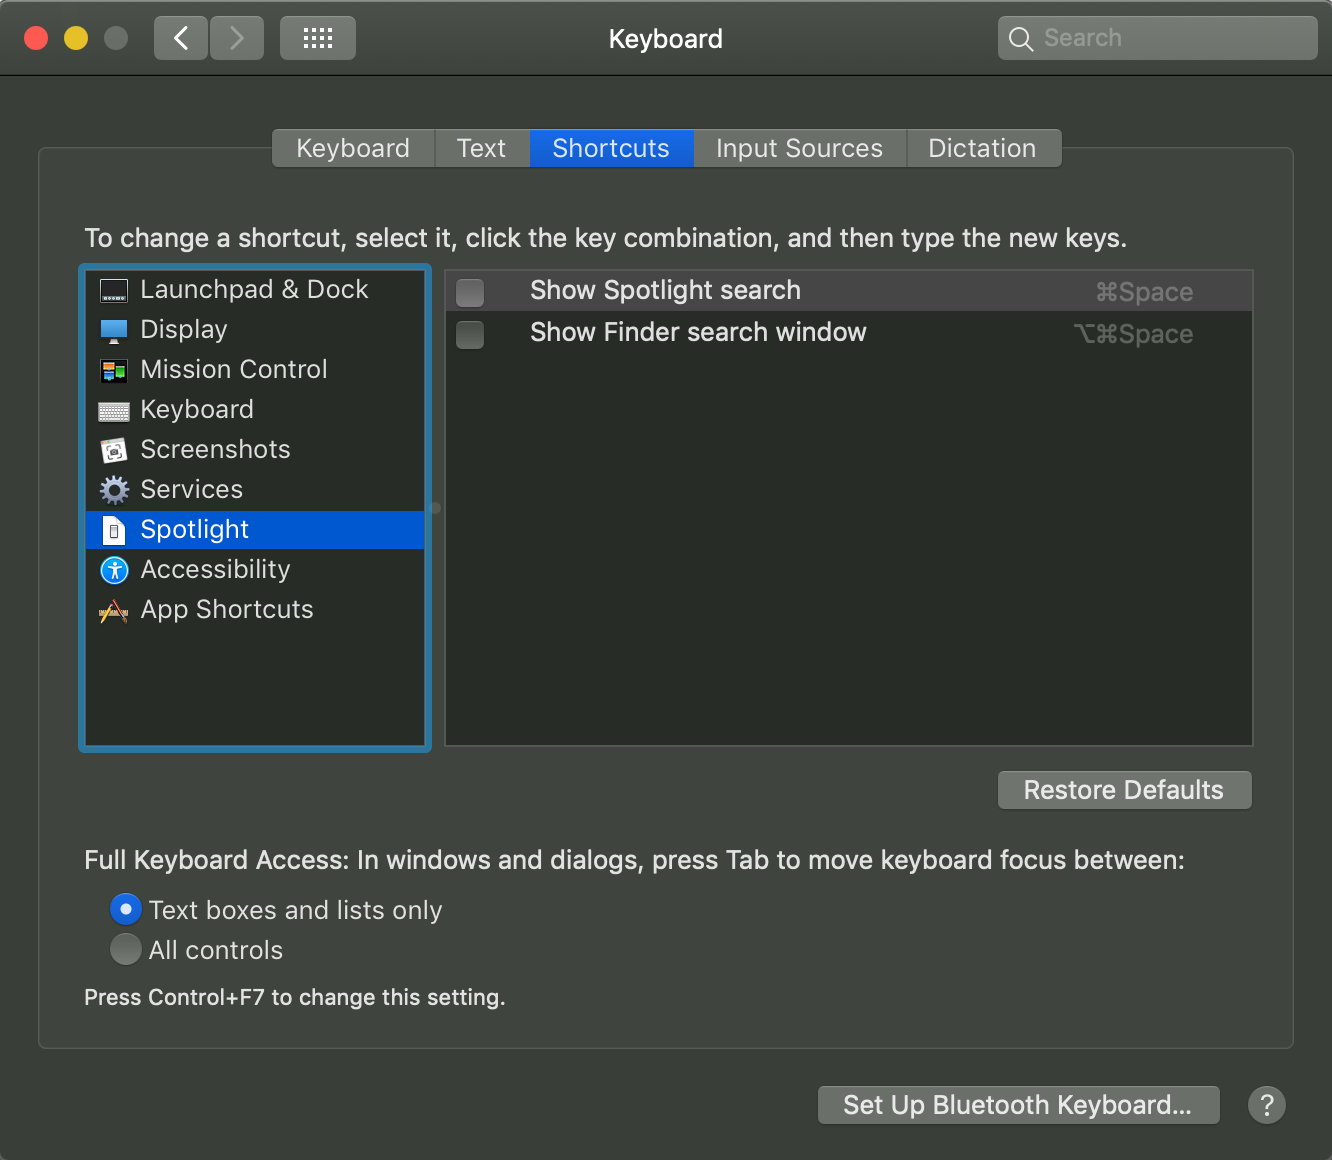 Keyboard
Search
Keyboard
Text
Shortcuts
Input Sources
Dictation
To change a shortcut, select it, click the key combination, and then type the new keys.
Launchpad & Dock
Display
Mission Control
Keyboard
Screenshots
Services
Spotlight
Accessibility
App Shortcuts
Show Spotlight search ⌘Space
Show Finder search window ⌥⌘Space
Restore Defaults
Full Keyboard Access: In windows and dialogs, press Tab to move keyboard focus between:
Text boxes and lists only
All controls
Press Control+F7 to change this setting.
Set Up Bluetooth Keyboard...
?